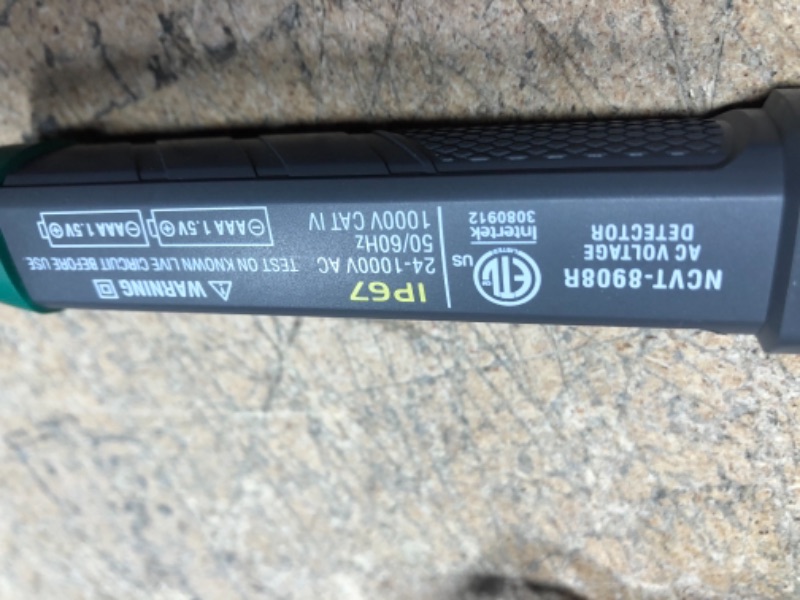 NCVT-8908R
AC VOLTAGE
DETECTOR
ETL
US
Intertek
3080912
IP67
24-1000V AC
50/60Hz
1000V CAT IV
WARNING
TEST ON KNOWN LIVE CIRCUIT BEFORE USE
⊖AAA 1.5V⊕
⊖AAA 1.5V⊕